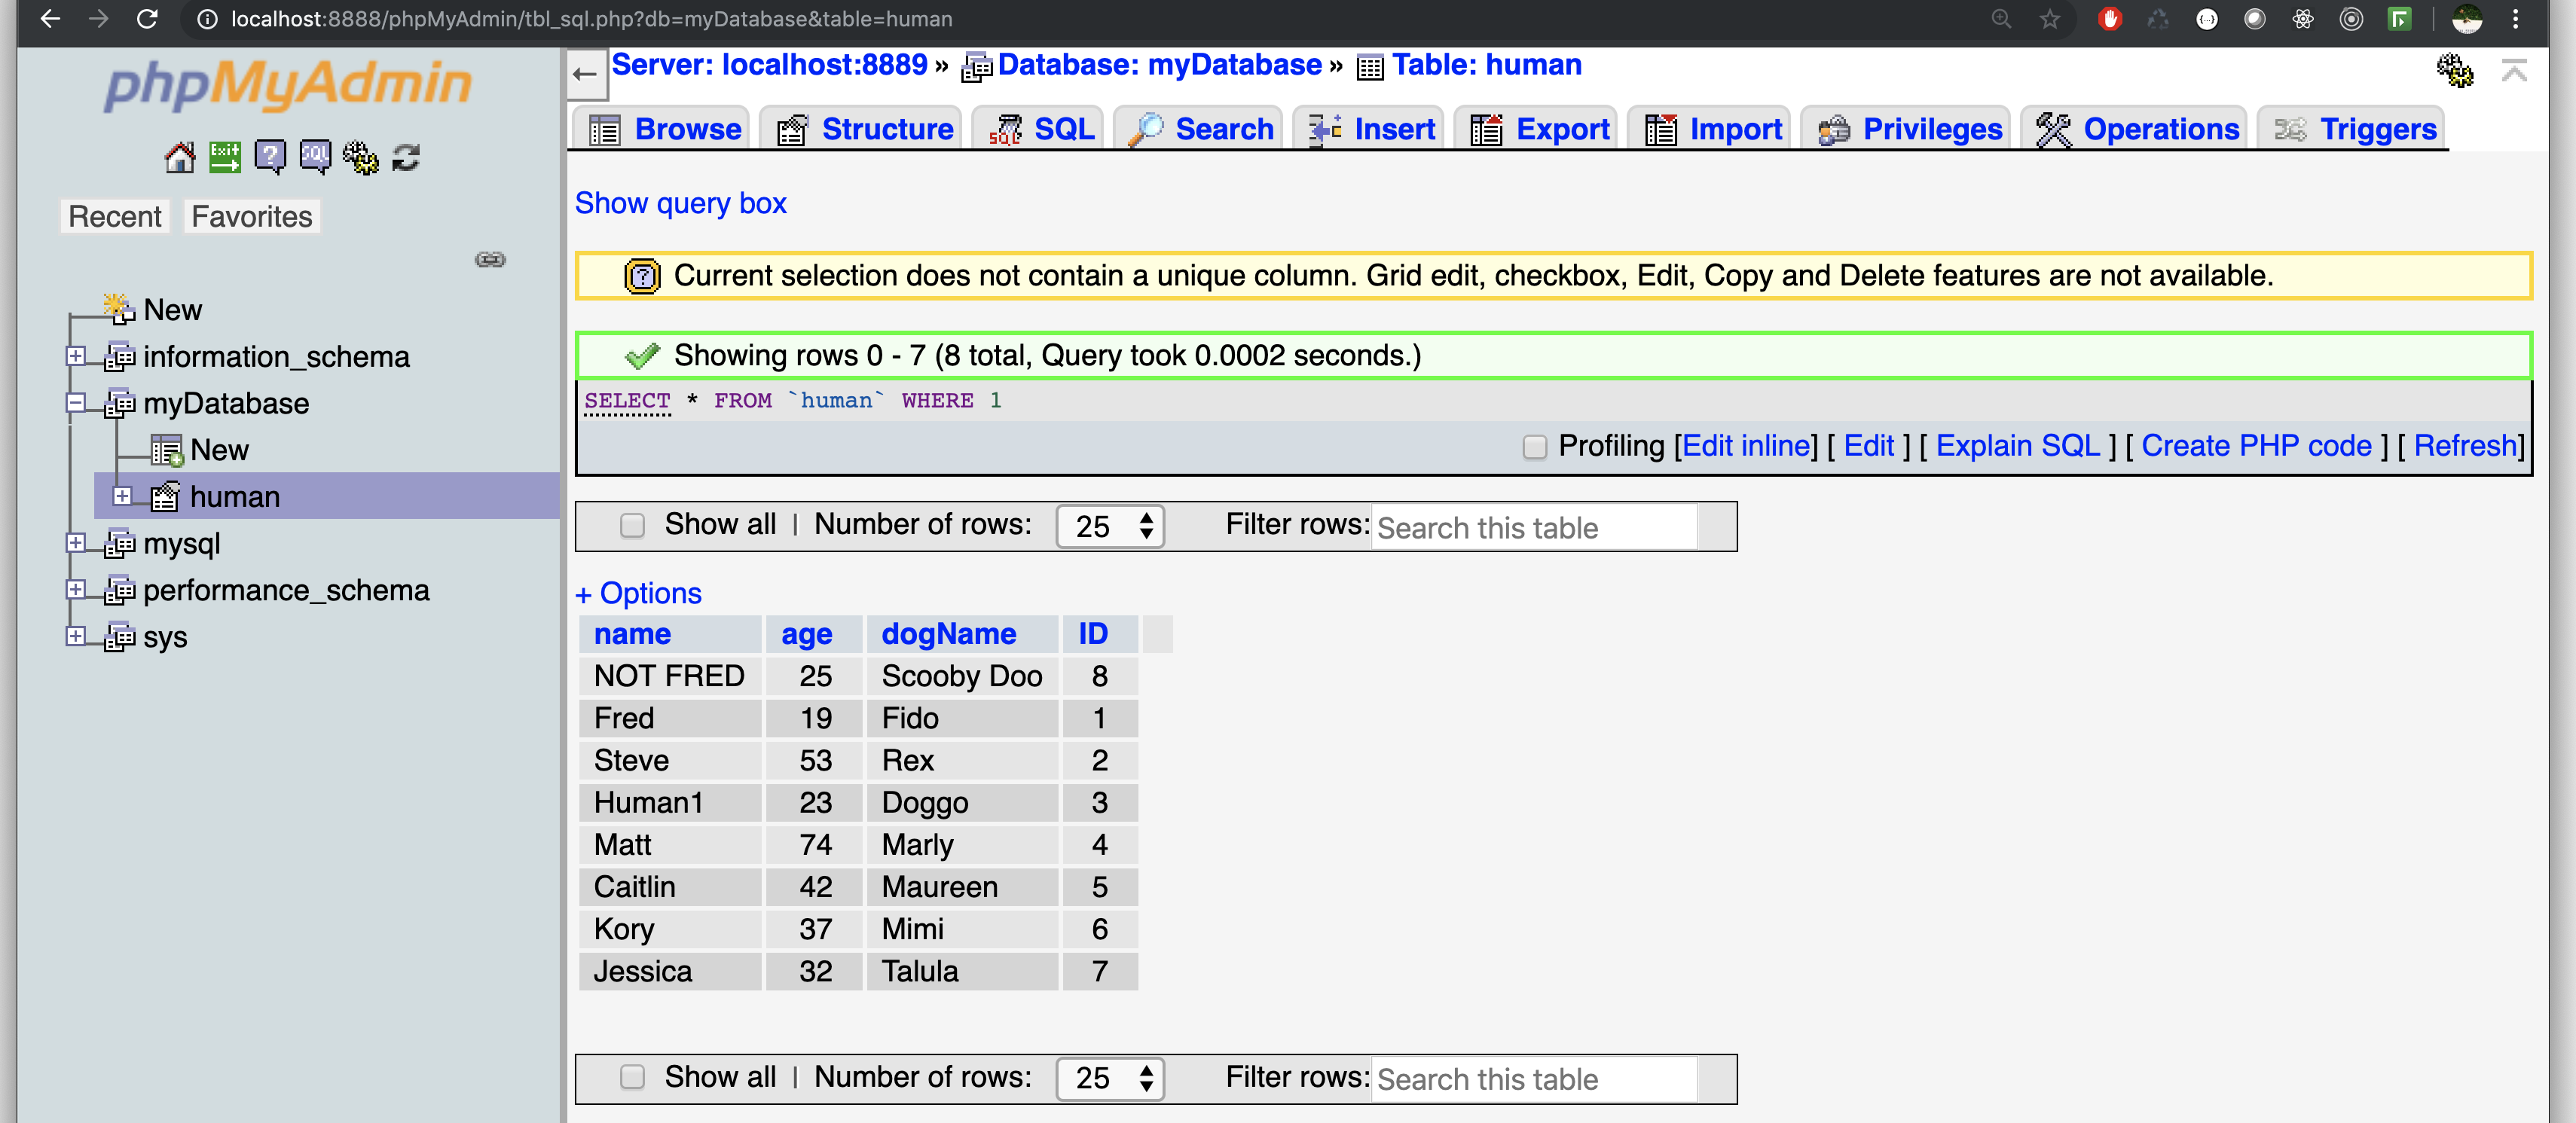 localhost:8888/phpMyAdmin/tbl_sql.php?db=myDatabase&table=human
phpMyAdmin
Exit
? SQL
Recent Favorites
New
information_schema
myDatabase
New
human
mysql
performance_schema
sys
← Server: localhost:8889 » Database: myDatabase » Table: human
Browse Structure SQL Search Insert Export Import Privileges Operations Triggers
Show query box
Current selection does not contain a unique column. Grid edit, checkbox, Edit, Copy and Delete features are not available.
Showing rows 0 - 7 (8 total, Query took 0.0002 seconds.)
SELECT * FROM `human` WHERE 1
Profiling [Edit inline] [ Edit ] [ Explain SQL ] [ Create PHP code ] [ Refresh]
Show all | Number of rows: 25 Filter rows: Search this table
+ Options
name age dogName ID
NOT FRED 25 Scooby Doo 8
Fred 19 Fido 1
Steve 53 Rex 2
Human1 23 Doggo 3
Matt 74 Marly 4
Caitlin 42 Maureen 5
Kory 37 Mimi 6
Jessica 32 Talula 7
Show all | Number of rows: 25 Filter rows: Search this table